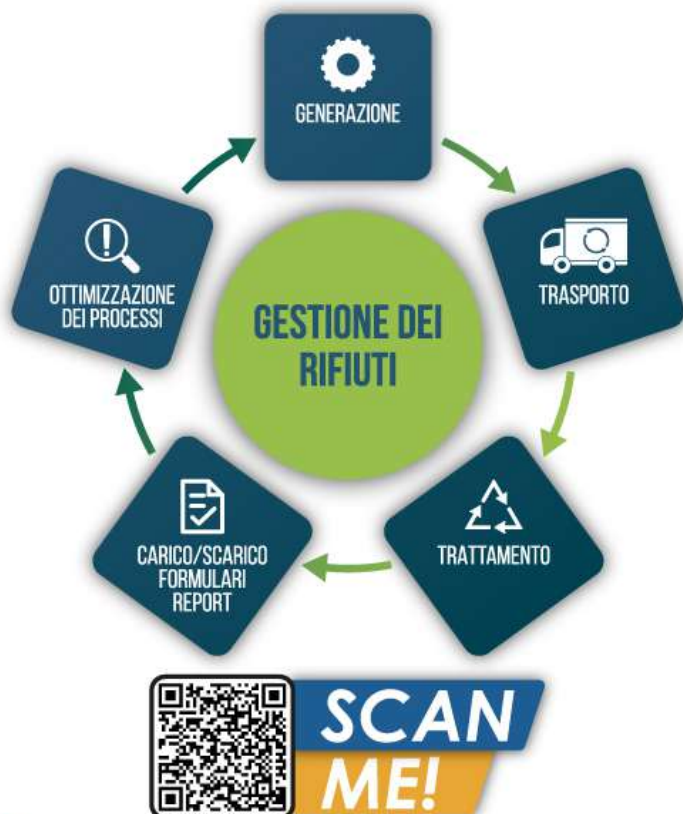 GENERAZIONE
TRASPORTO
TRATTAMENTO
CARICO/SCARICO
FORMULARI
REPORT
OTTIMIZZAZIONE
DEI PROCESSI
GESTIONE DEI
RIFIUTI
SCAN
ME!